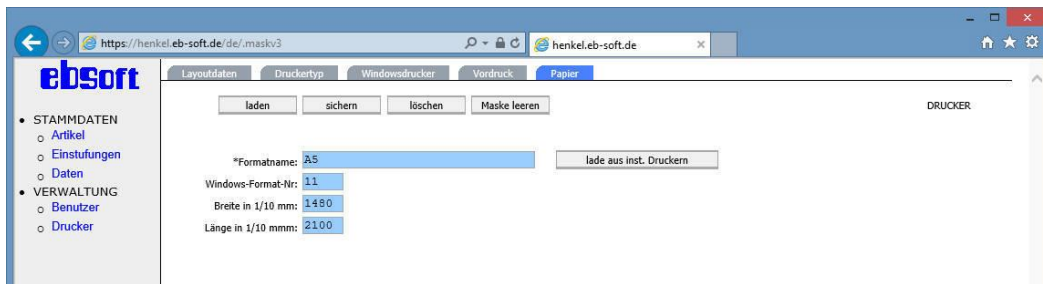 https://henkel.eb-soft.de/de/.maskv3
henkel.eb-soft.de
ebsoft
Layoutdaten Druckertyp Windowsdrucker Vordruck Papier
laden sichern löschen Maske leeren DRUCKER
STAMMDATEN
Artikel
Einstufungen
Daten
VERWALTUNG
Benutzer
Drucker
*Formatname: A5 lade aus inst. Druckern
Windows-Format-Nr: 11
Breite in 1/10 mm: 1480
Länge in 1/10 mmm: 2100